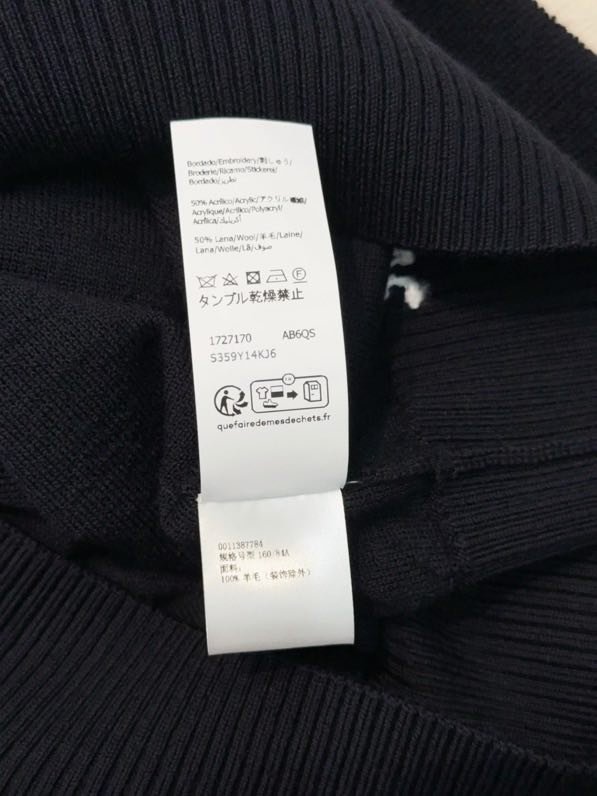 Bordado/Embroidery/刺しゅう/
Broderie/Ricamo/Stickerei/
Bordado/تطريز
50% Acrílico/Acrylic/アクリル繊維/
Acrylique/Acrilico/Polyacryl/
Acrílica/أكريليك
50% Lana/Wool/羊毛/Laine/
Lana/Wolle/Lã/صوف
F
タンブル乾燥禁止
1727170 AB6QS
S359Y14KJ6
quefairedemesdechets.fr
0011387784
规格号型 160/84A
面料:
100% 羊毛 (装饰除外)